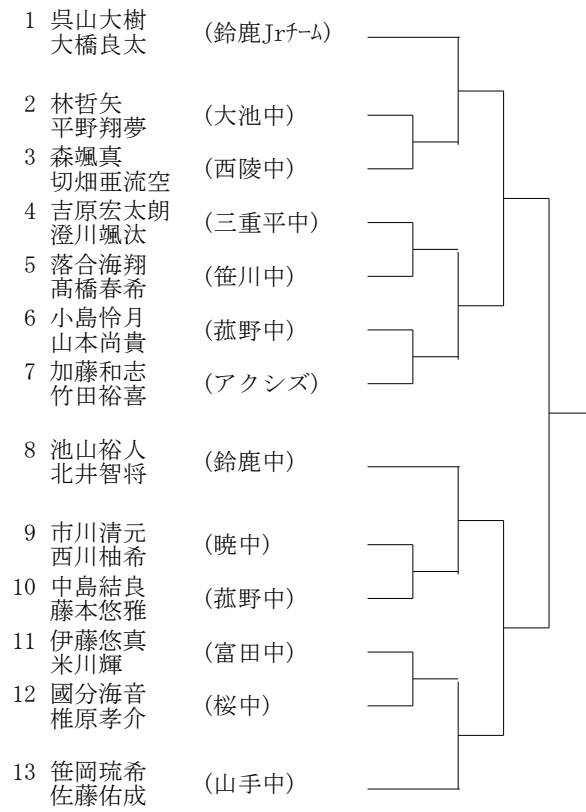 1 呉山大樹 (鈴鹿Jrチーム)
大橋良太
2 林哲矢 (大池中)
平野翔夢
3 森颯真 (西陵中)
切畑亜流空
4 吉原宏太朗 (三重平中)
澄川颯汰
5 落合海翔 (笹川中)
髙橋春希
6 小島怜月 (菰野中)
山本尚貴
7 加藤和志 (アクシズ)
竹田裕喜
8 池山裕人 (鈴鹿中)
北井智将
9 市川清元 (暁中)
西川柚希
10 中島結良 (菰野中)
藤本悠雅
11 伊藤悠真 (富田中)
米川輝
12 國分海音 (桜中)
椎原孝介
13 笹岡琉希 (山手中)
佐藤佑成